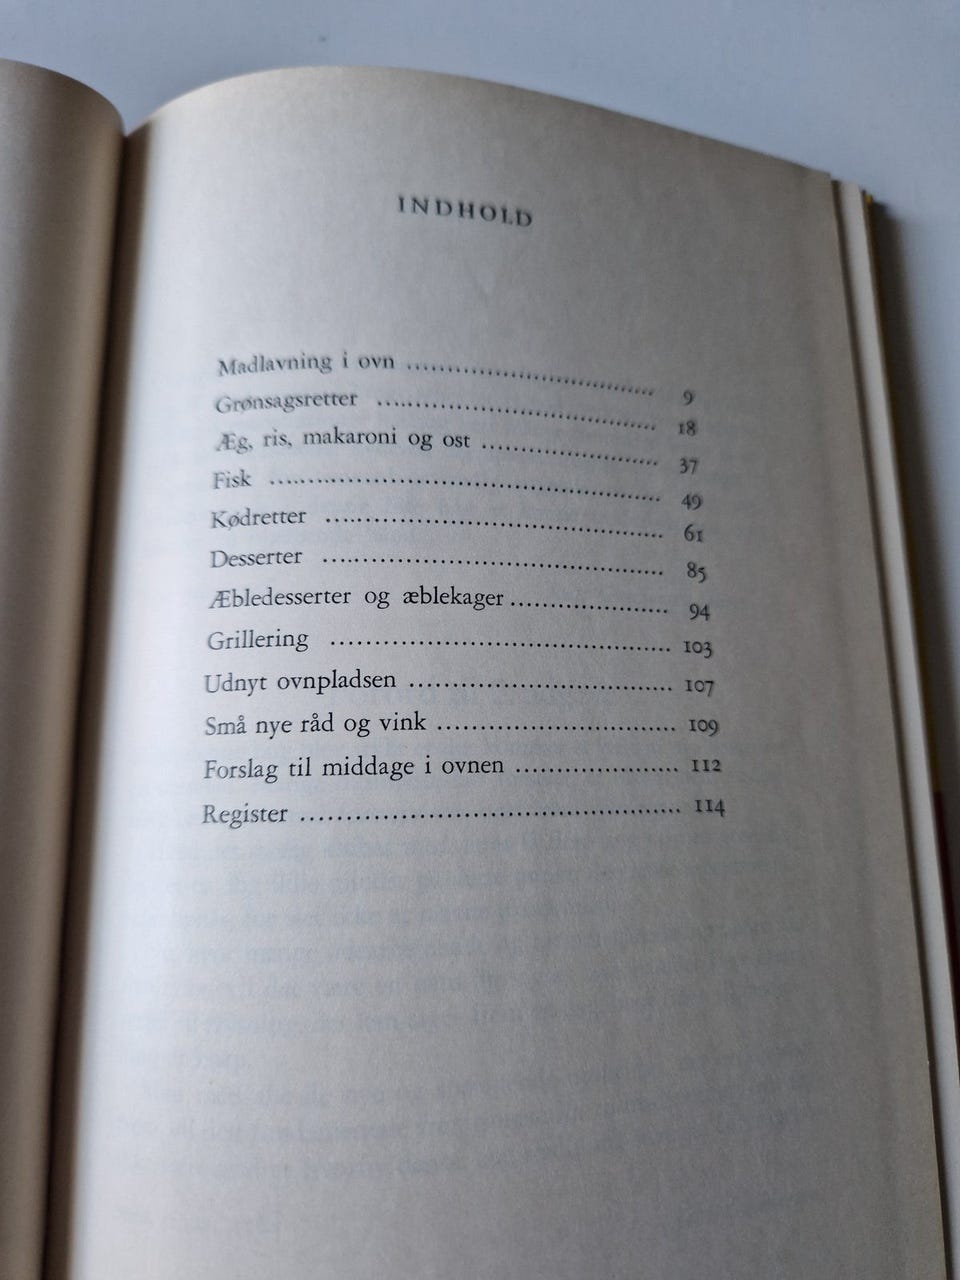 INDHOLD
Madlavning i ovn ........................................ 9
Grønsagsretter ........................................ 18
Æg, ris, makaroni og ost ........................ 37
Fisk ........................................................ 49
Kødretter ................................................ 61
Desserter ................................................ 85
Æbledesserter og æblekager .................... 94
Grillering ................................................ 103
Udnyt ovnpladsen .................................... 107
Små nye råd og vink ................................ 109
Forslag til middage i ovnen ...................... 112
Register .................................................. 114